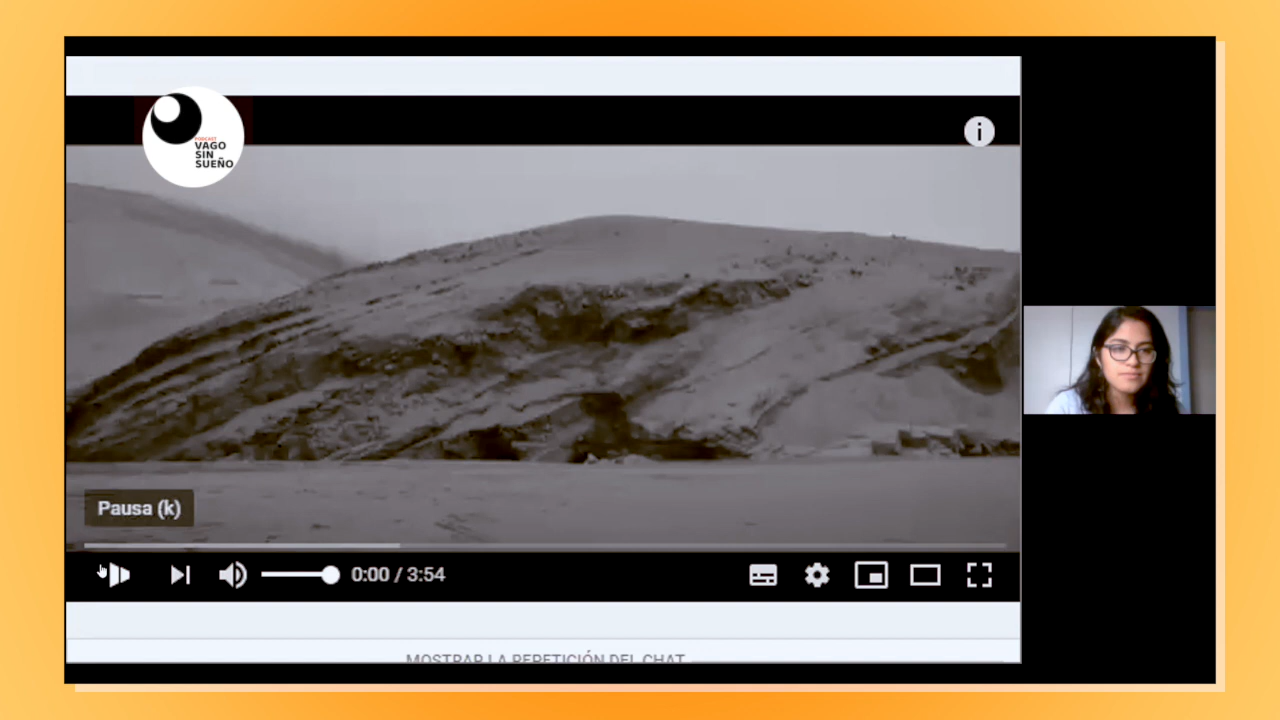 PODCAST
VAGO
SIN
SUEÑO
i
Pausa (k)
0:00 / 3:54
MOSTRAR LA REPETICIÓN DEL CHAT